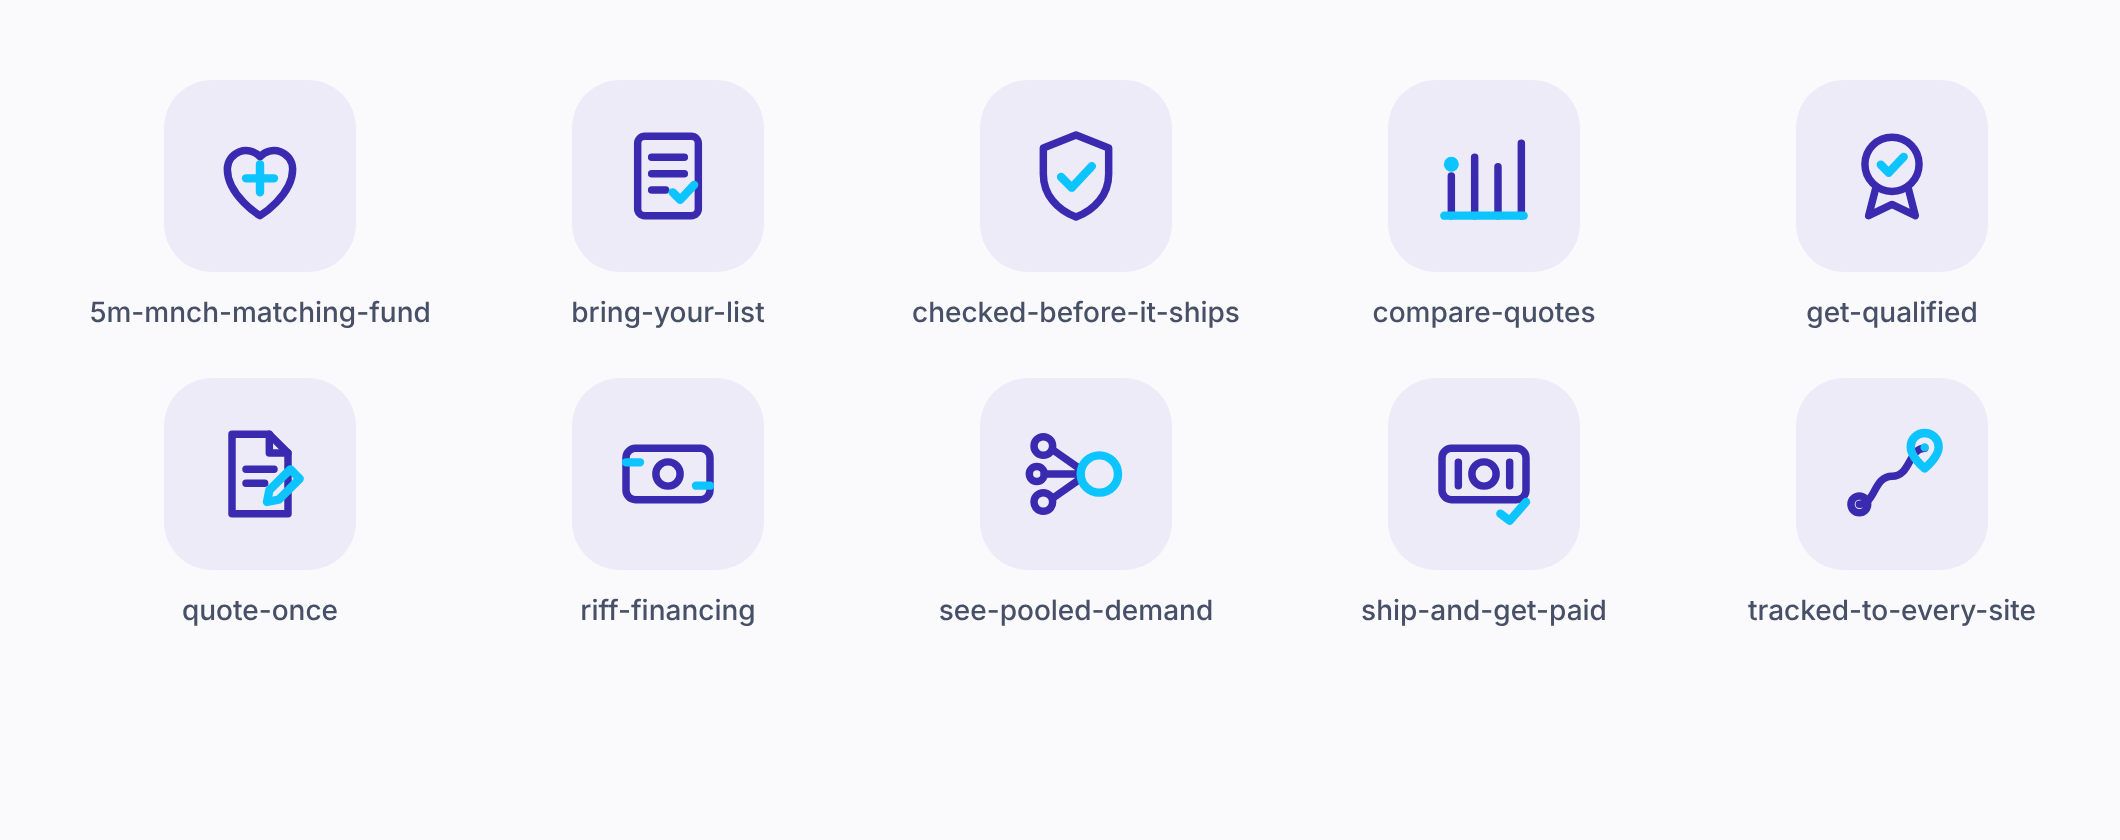 5m-mnch-matching-fund
bring-your-list
checked-before-it-ships
compare-quotes
get-qualified
quote-once
riff-financing
see-pooled-demand
ship-and-get-paid
tracked-to-every-site